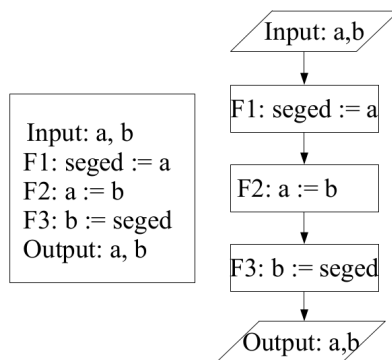 Input: a, b
F1: seged := a
F2: a := b
F3: b := seged
Output: a, b
Input: a,b
F1: seged := a
F2: a := b
F3: b := seged
Output: a,b